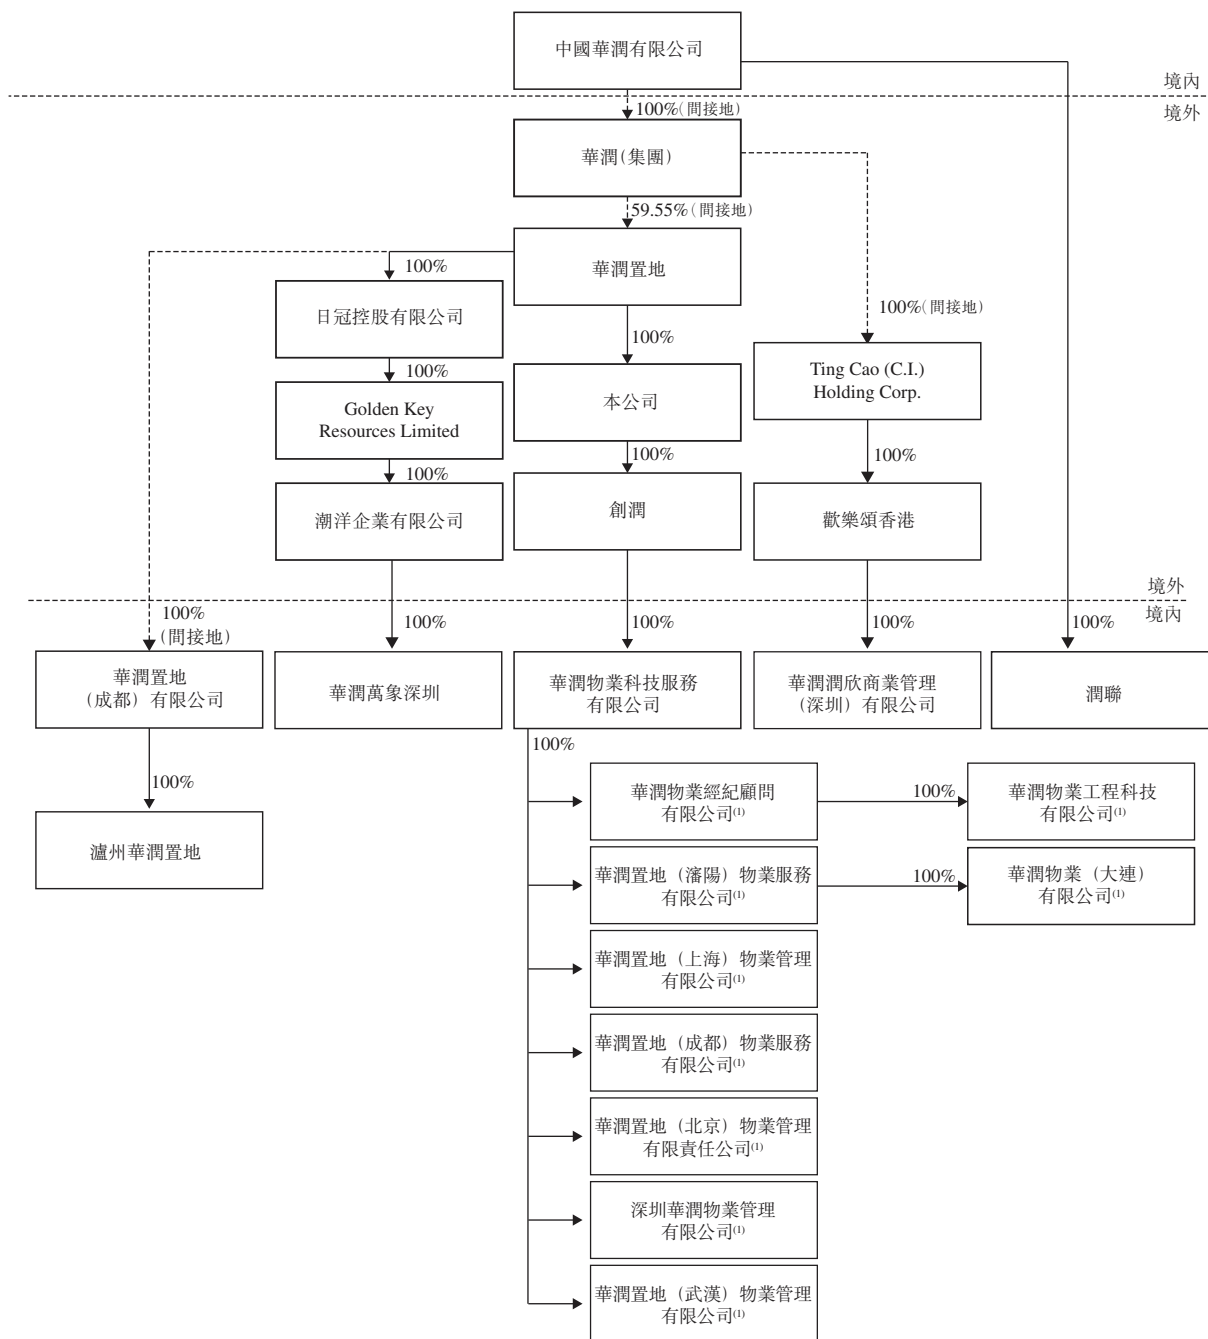 中國華潤有限公司
境內
境外
100%(間接地)
華潤(集團)
59.55%(間接地)
華潤置地
100%
日冠控股有限公司
100%(間接地)
100%
Ting Cao (C.I.)
Holding Corp.
100%
Golden Key
Resources Limited
本公司
100%
100%
100%
潮洋企業有限公司
創潤
歡樂頌香港
境外
境內
100%
(間接地)
100%
100%
100%
100%
華潤置地
(成都)有限公司
華潤萬象深圳
華潤物業科技服務
有限公司
華潤潤欣商業管理
(深圳)有限公司
潤聯
100%
100%
瀘州華潤置地
華潤物業經紀顧問
有限公司(1)
100%
華潤物業工程科技
有限公司(1)
華潤置地(瀋陽)物業服務
有限公司(1)
100%
華潤物業(大連)
有限公司(1)
華潤置地(上海)物業管理
有限公司(1)
華潤置地(成都)物業服務
有限公司(1)
華潤置地(北京)物業管理
有限責任公司(1)
深圳華潤物業管理
有限公司(1)
華潤置地(武漢)物業管理
有限公司(1)